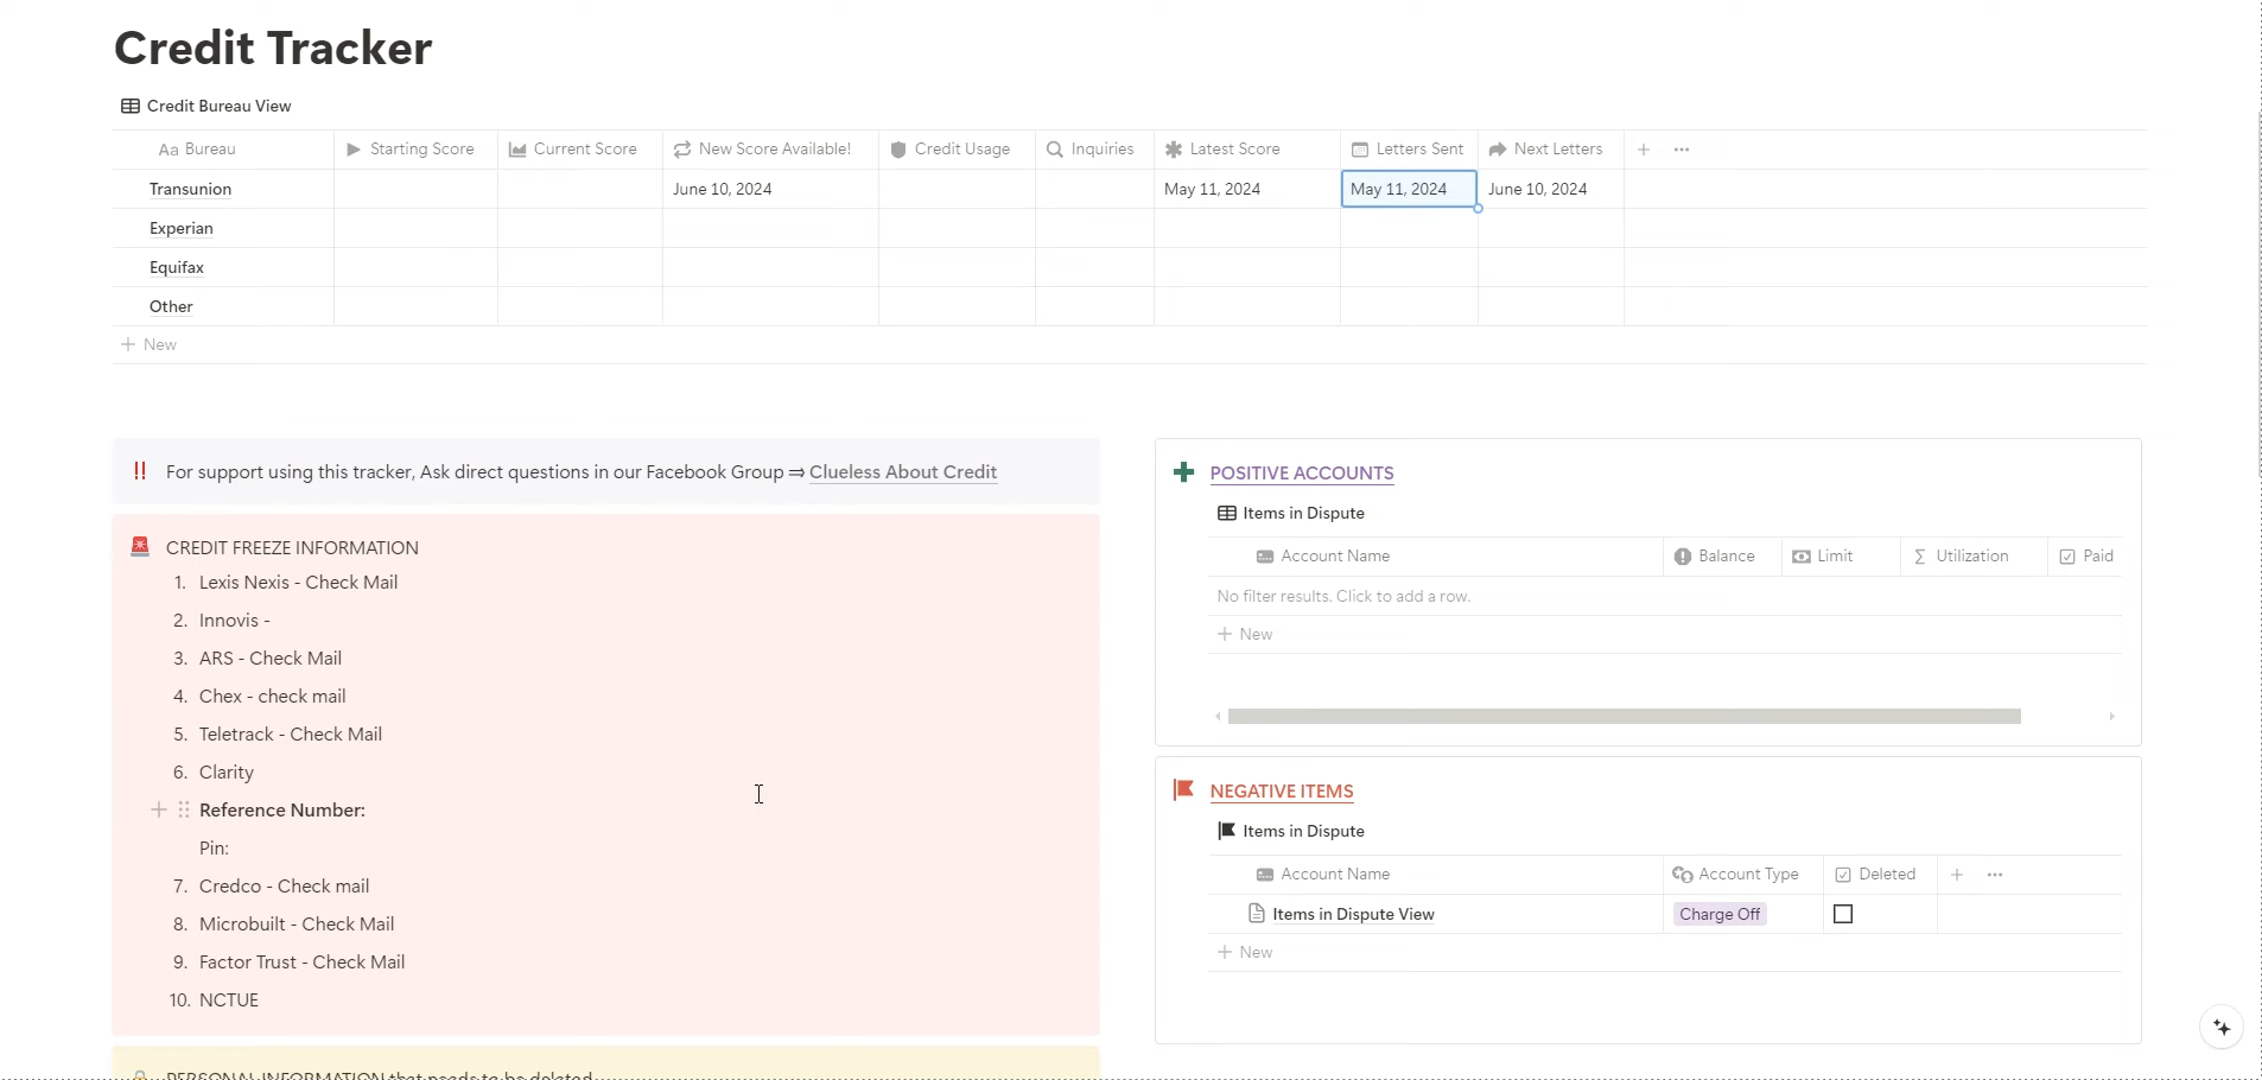 Credit Tracker
Credit Bureau View
Aa Bureau Starting Score Current Score New Score Available! Credit Usage Inquiries Latest Score Letters Sent Next Letters
Transunion June 10, 2024 May 11, 2024 May 11, 2024 June 10, 2024
Experian
Equifax
Other
+ New
‼ For support using this tracker, Ask direct questions in our Facebook Group ⇒ Clueless About Credit
CREDIT FREEZE INFORMATION
1. Lexis Nexis - Check Mail
2. Innovis -
3. ARS - Check Mail
4. Chex - check mail
5. Teletrack - Check Mail
6. Clarity
Reference Number:
Pin:
7. Credco - Check mail
8. Microbuilt - Check Mail
9. Factor Trust - Check Mail
10. NCTUE
PERSONAL INFORMATION that needs to be deleted
POSITIVE ACCOUNTS
Items in Dispute
Account Name Balance Limit Σ Utilization Paid
No filter results. Click to add a row.
+ New
NEGATIVE ITEMS
Items in Dispute
Account Name Account Type Deleted
Items in Dispute View Charge Off
+ New